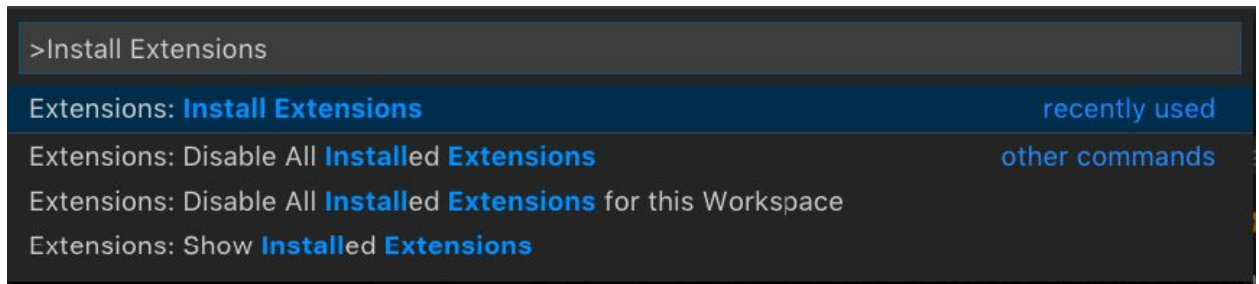 >Install Extensions
Extensions: Install Extensions recently used
Extensions: Disable All Installed Extensions other commands
Extensions: Disable All Installed Extensions for this Workspace
Extensions: Show Installed Extensions